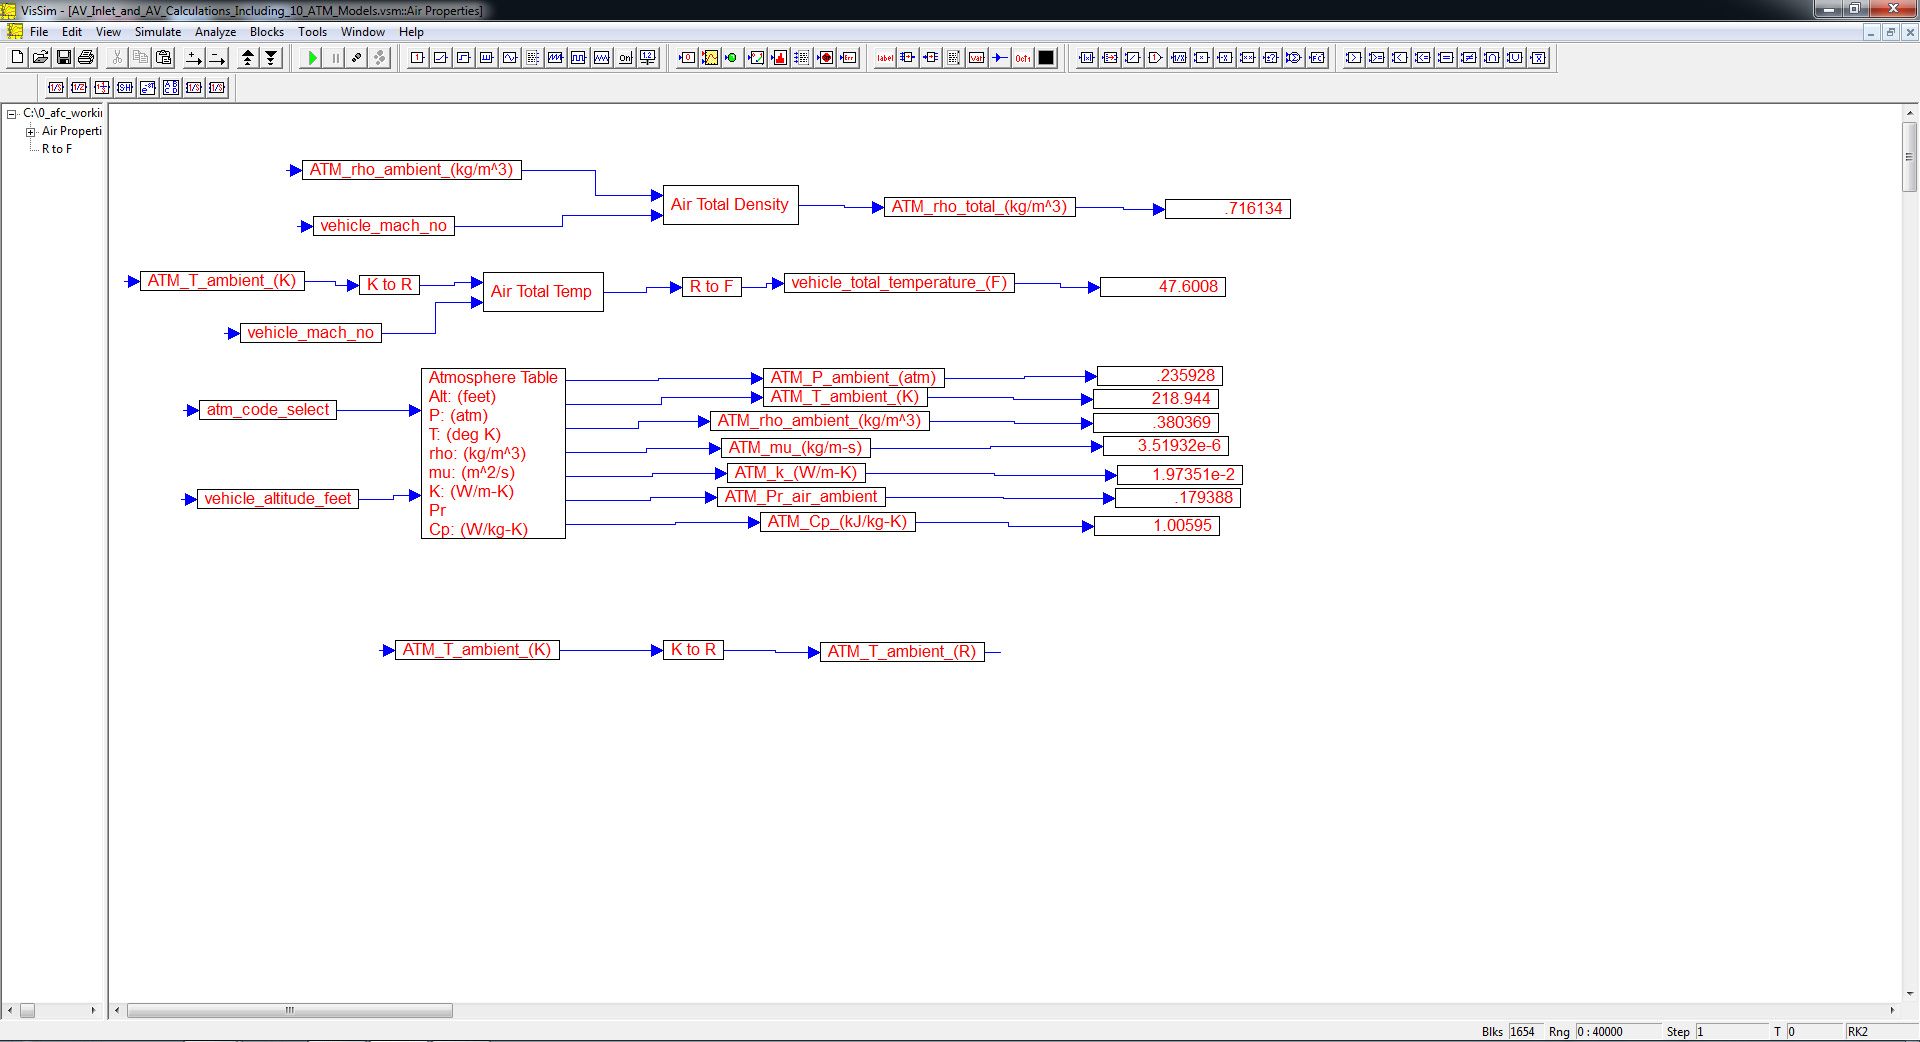 VisSim - [AV_Inlet_and_AV_Calculations_Including_10_ATM_Models.vsm::Air Properties]
File Edit View Simulate Analyze Blocks Tools Window Help
C:\0_afc_workin
Air Properti
R to F
ATM_rho_ambient_(kg/m^3)
vehicle_mach_no
Air Total Density
ATM_rho_total_(kg/m^3)
.716134
ATM_T_ambient_(K)
K to R
vehicle_mach_no
Air Total Temp
R to F
vehicle_total_temperature_(F)
47.6008
atm_code_select
vehicle_altitude_feet
Atmosphere Table
Alt: (feet)
P: (atm)
T: (deg K)
rho: (kg/m^3)
mu: (m^2/s)
K: (W/m-K)
Pr
Cp: (W/kg-K)
ATM_P_ambient_(atm) .235928
ATM_T_ambient_(K) 218.944
ATM_rho_ambient_(kg/m^3) .380369
ATM_mu_(kg/m-s) 3.51932e-6
ATM_k_(W/m-K) 1.97351e-2
ATM_Pr_air_ambient .179388
ATM_Cp_(kJ/kg-K) 1.00595
ATM_T_ambient_(K) K to R ATM_T_ambient_(R)
Blks 1654 Rng 0 : 40000 Step 1 T 0 RK2